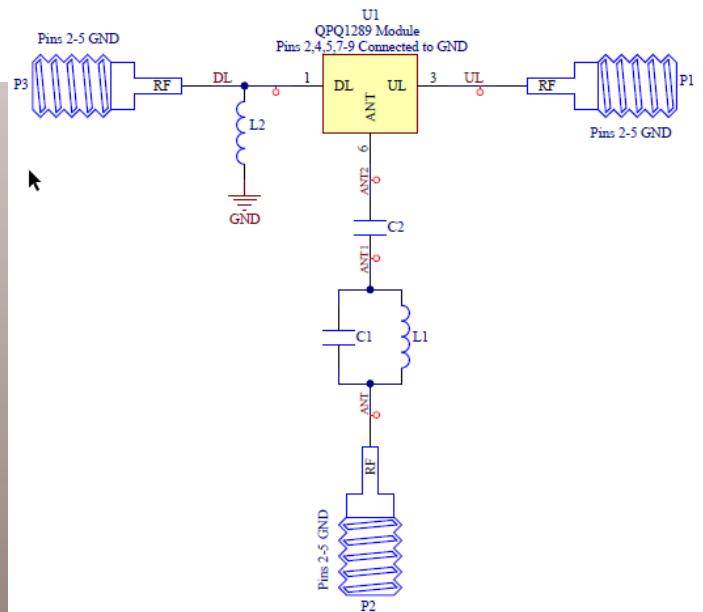 U1
QPQ1289 Module
Pins 2,4,5,7-9 Connected to GND
Pins 2-5 GND
P3
RF
DL
1
DL
UL
ANT
3
UL
RF
P1
Pins 2-5 GND
L2
GND
6
ANT2
C2
ANT1
C1
L1
ANT
RF
Pins 2-5 GND
P2